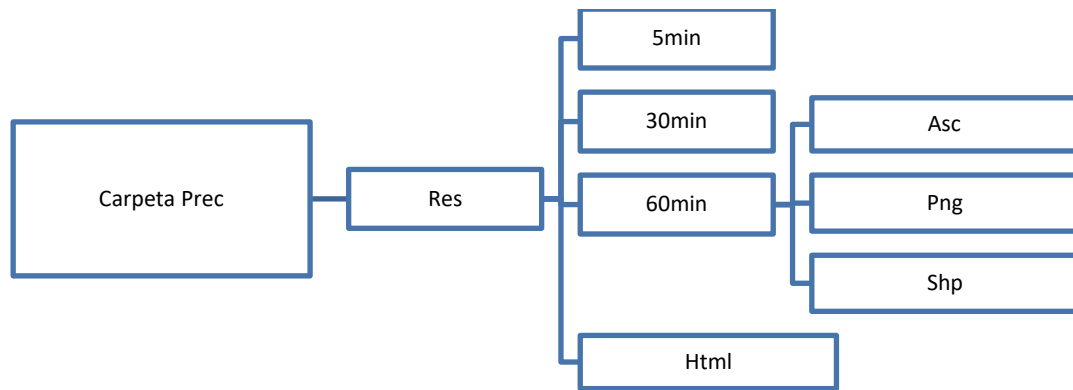 Carpeta Prec
Res
5min
30min
60min
Asc
Png
Shp
Html